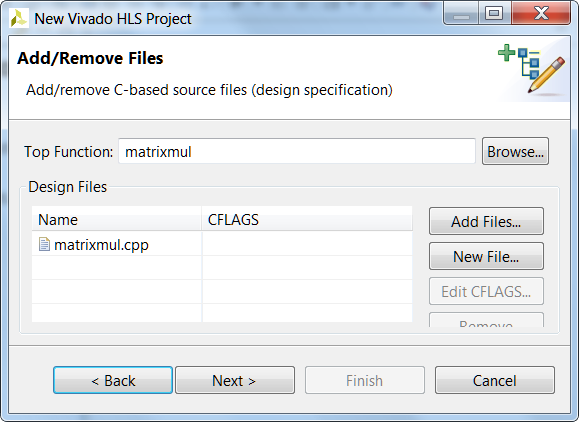 New Vivado HLS Project
Add/Remove Files
Add/remove C-based source files (design specification)
Top Function: matrixmul Browse...
Design Files
Name CFLAGS Add Files...
matrixmul.cpp New File...
Edit CFLAGS...
Remove
< Back Next > Finish Cancel